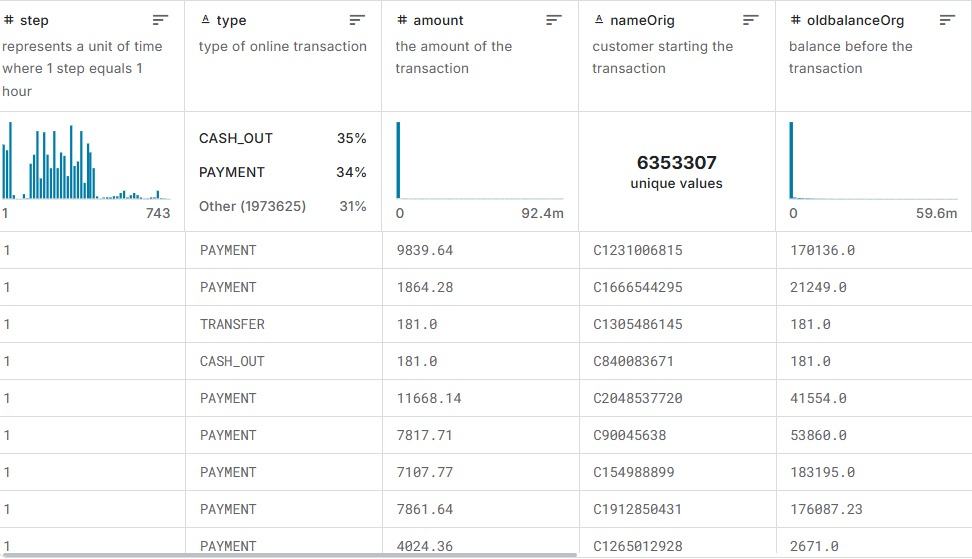 # step
A type
# amount
A nameOrig
# oldbalanceOrg
represents a unit of time
where 1 step equals 1
hour
type of online transaction
the amount of the
transaction
customer starting the
transaction
balance before the
transaction
1 743
CASH_OUT 35%
PAYMENT 34%
Other (1973625) 31%
0 92.4m
6353307
unique values
0 59.6m
1 PAYMENT 9839.64 C1231006815 170136.0
1 PAYMENT 1864.28 C1666544295 21249.0
1 TRANSFER 181.0 C1305486145 181.0
1 CASH_OUT 181.0 C840083671 181.0
1 PAYMENT 11668.14 C2048537720 41554.0
1 PAYMENT 7817.71 C90045638 53860.0
1 PAYMENT 7107.77 C154988899 183195.0
1 PAYMENT 7861.64 C1912850431 176087.23
1 PAYMENT 4024.36 C1265012928 2671.0